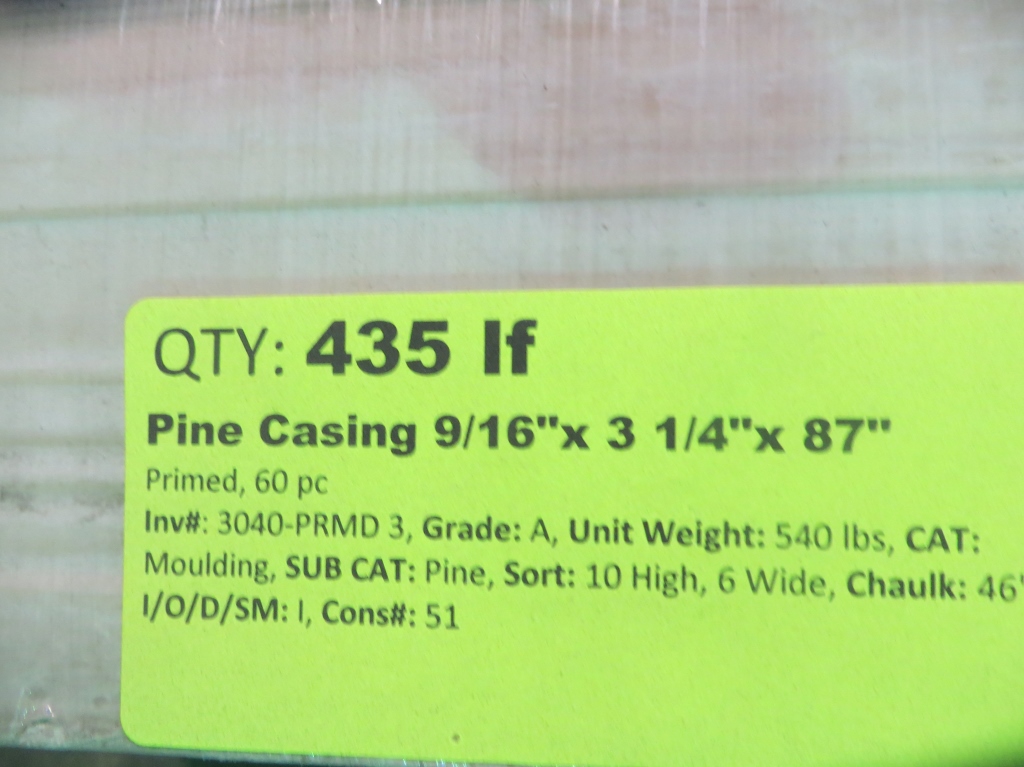 QTY: 435 lf
Pine Casing 9/16"x 3 1/4"x 87"
Primed, 60 pc
Inv#: 3040-PRMD 3, Grade: A, Unit Weight: 540 lbs, CAT:
Moulding, SUB CAT: Pine, Sort: 10 High, 6 Wide, Chaulk: 46"
I/O/D/SM: I, Cons#: 51